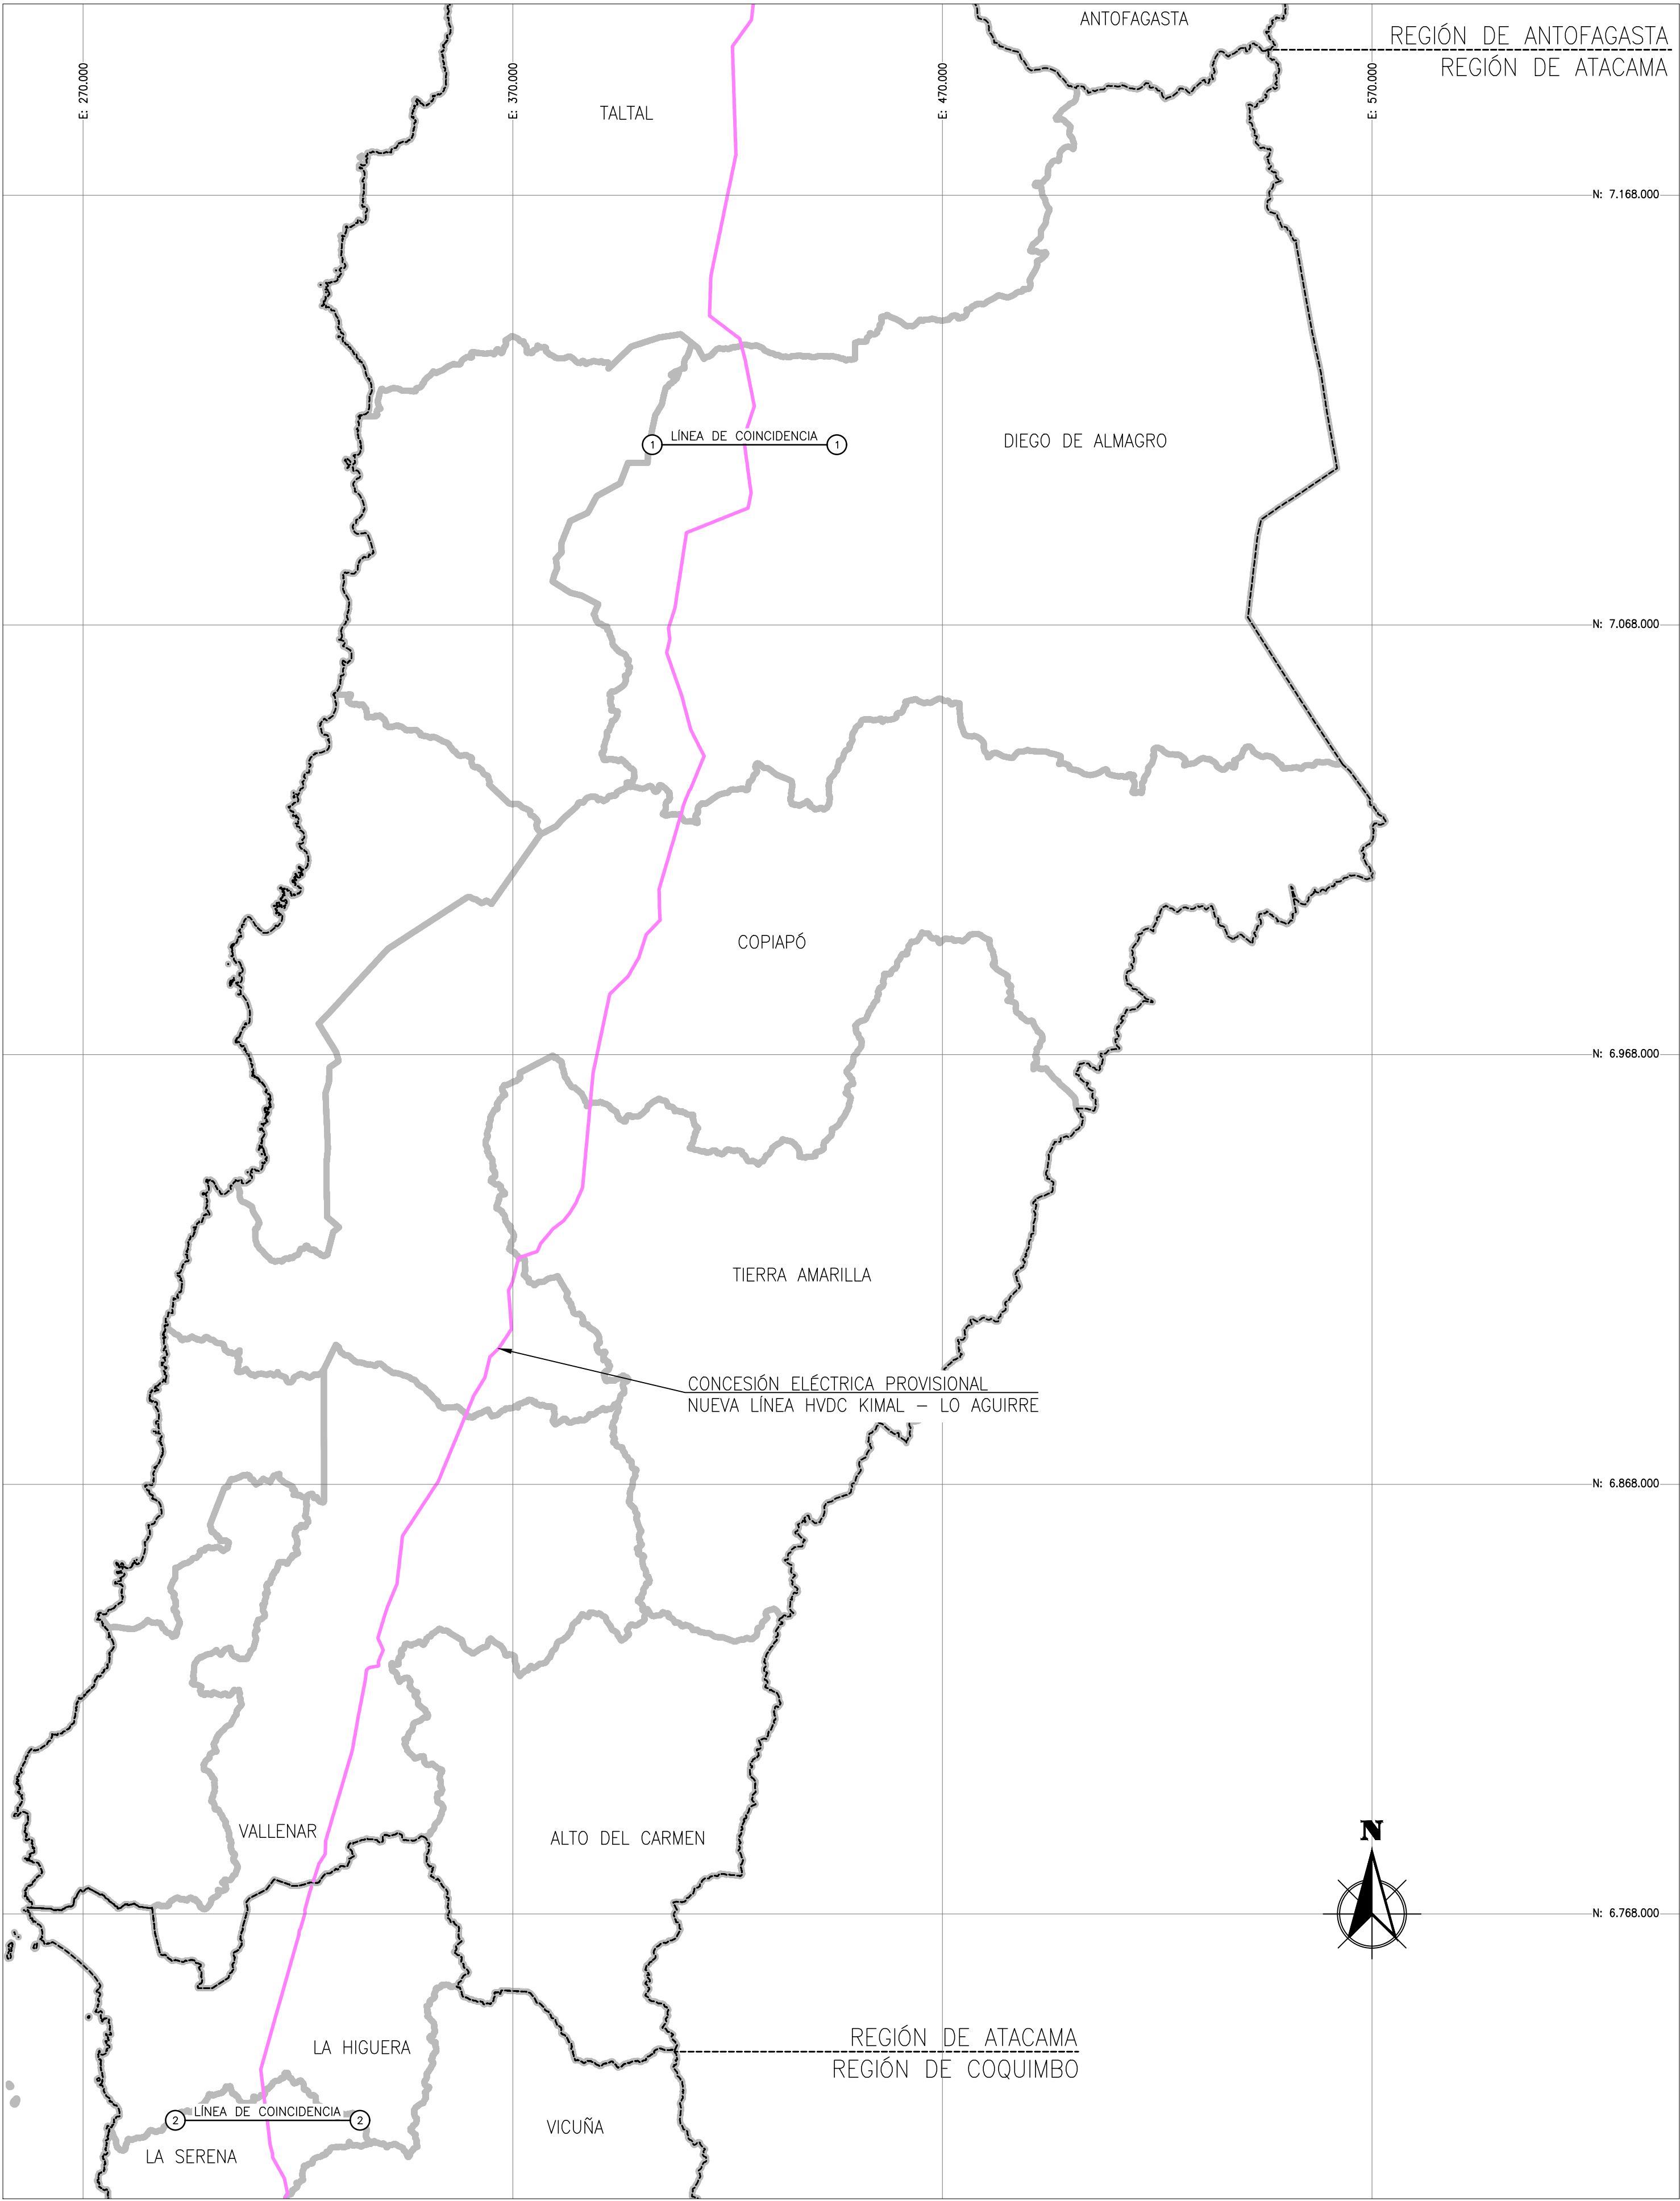 ANTOFAGASTA
REGIÓN DE ANTOFAGASTA
REGIÓN DE ATACAMA
E: 270.000
E: 370.000
E: 470.000
E: 570.000
TALTAL
N: 7.168.000
1 LÍNEA DE COINCIDENCIA 1
DIEGO DE ALMAGRO
N: 7.068.000
COPIAPÓ
N: 6.968.000
TIERRA AMARILLA
CONCESIÓN ELÉCTRICA PROVISIONAL
NUEVA LÍNEA HVDC KIMAL – LO AGUIRRE
N: 6.868.000
VALLENAR
ALTO DEL CARMEN
N
N: 6.768.000
REGIÓN DE ATACAMA
REGIÓN DE COQUIMBO
LA HIGUERA
2 LÍNEA DE COINCIDENCIA 2
VICUÑA
LA SERENA